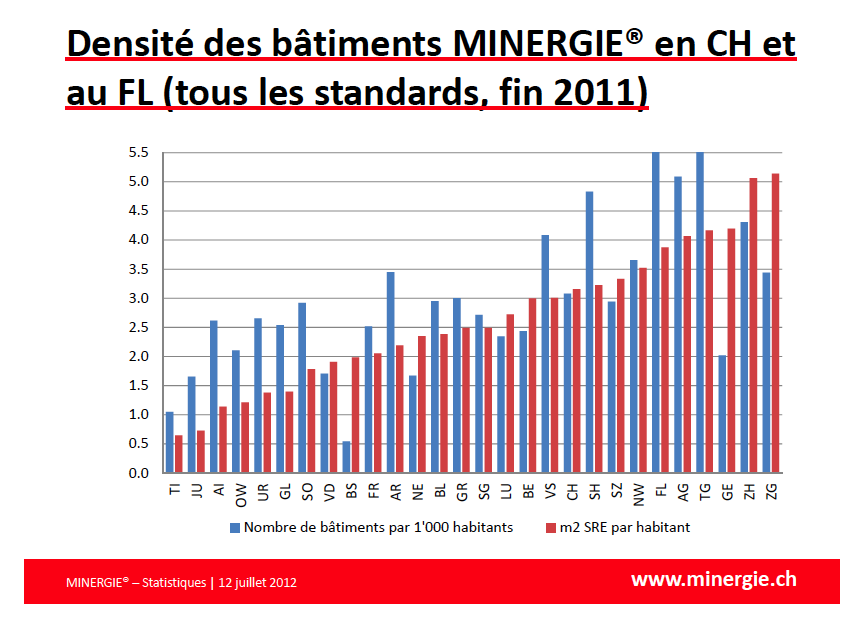 Densité des bâtiments MINERGIE® en CH et
au FL (tous les standards, fin 2011)
5.5
5.0
4.5
4.0
3.5
3.0
2.5
2.0
1.5
1.0
0.5
0.0
TI JU AI OW UR GL SO VD BS FR AR NE BL GR SG LU BE VS CH SH SZ NW FL AG TG GE ZH ZG
Nombre de bâtiments par 1'000 habitants m2 SRE par habitant
MINERGIE® – Statistiques | 12 juillet 2012 www.minergie.ch